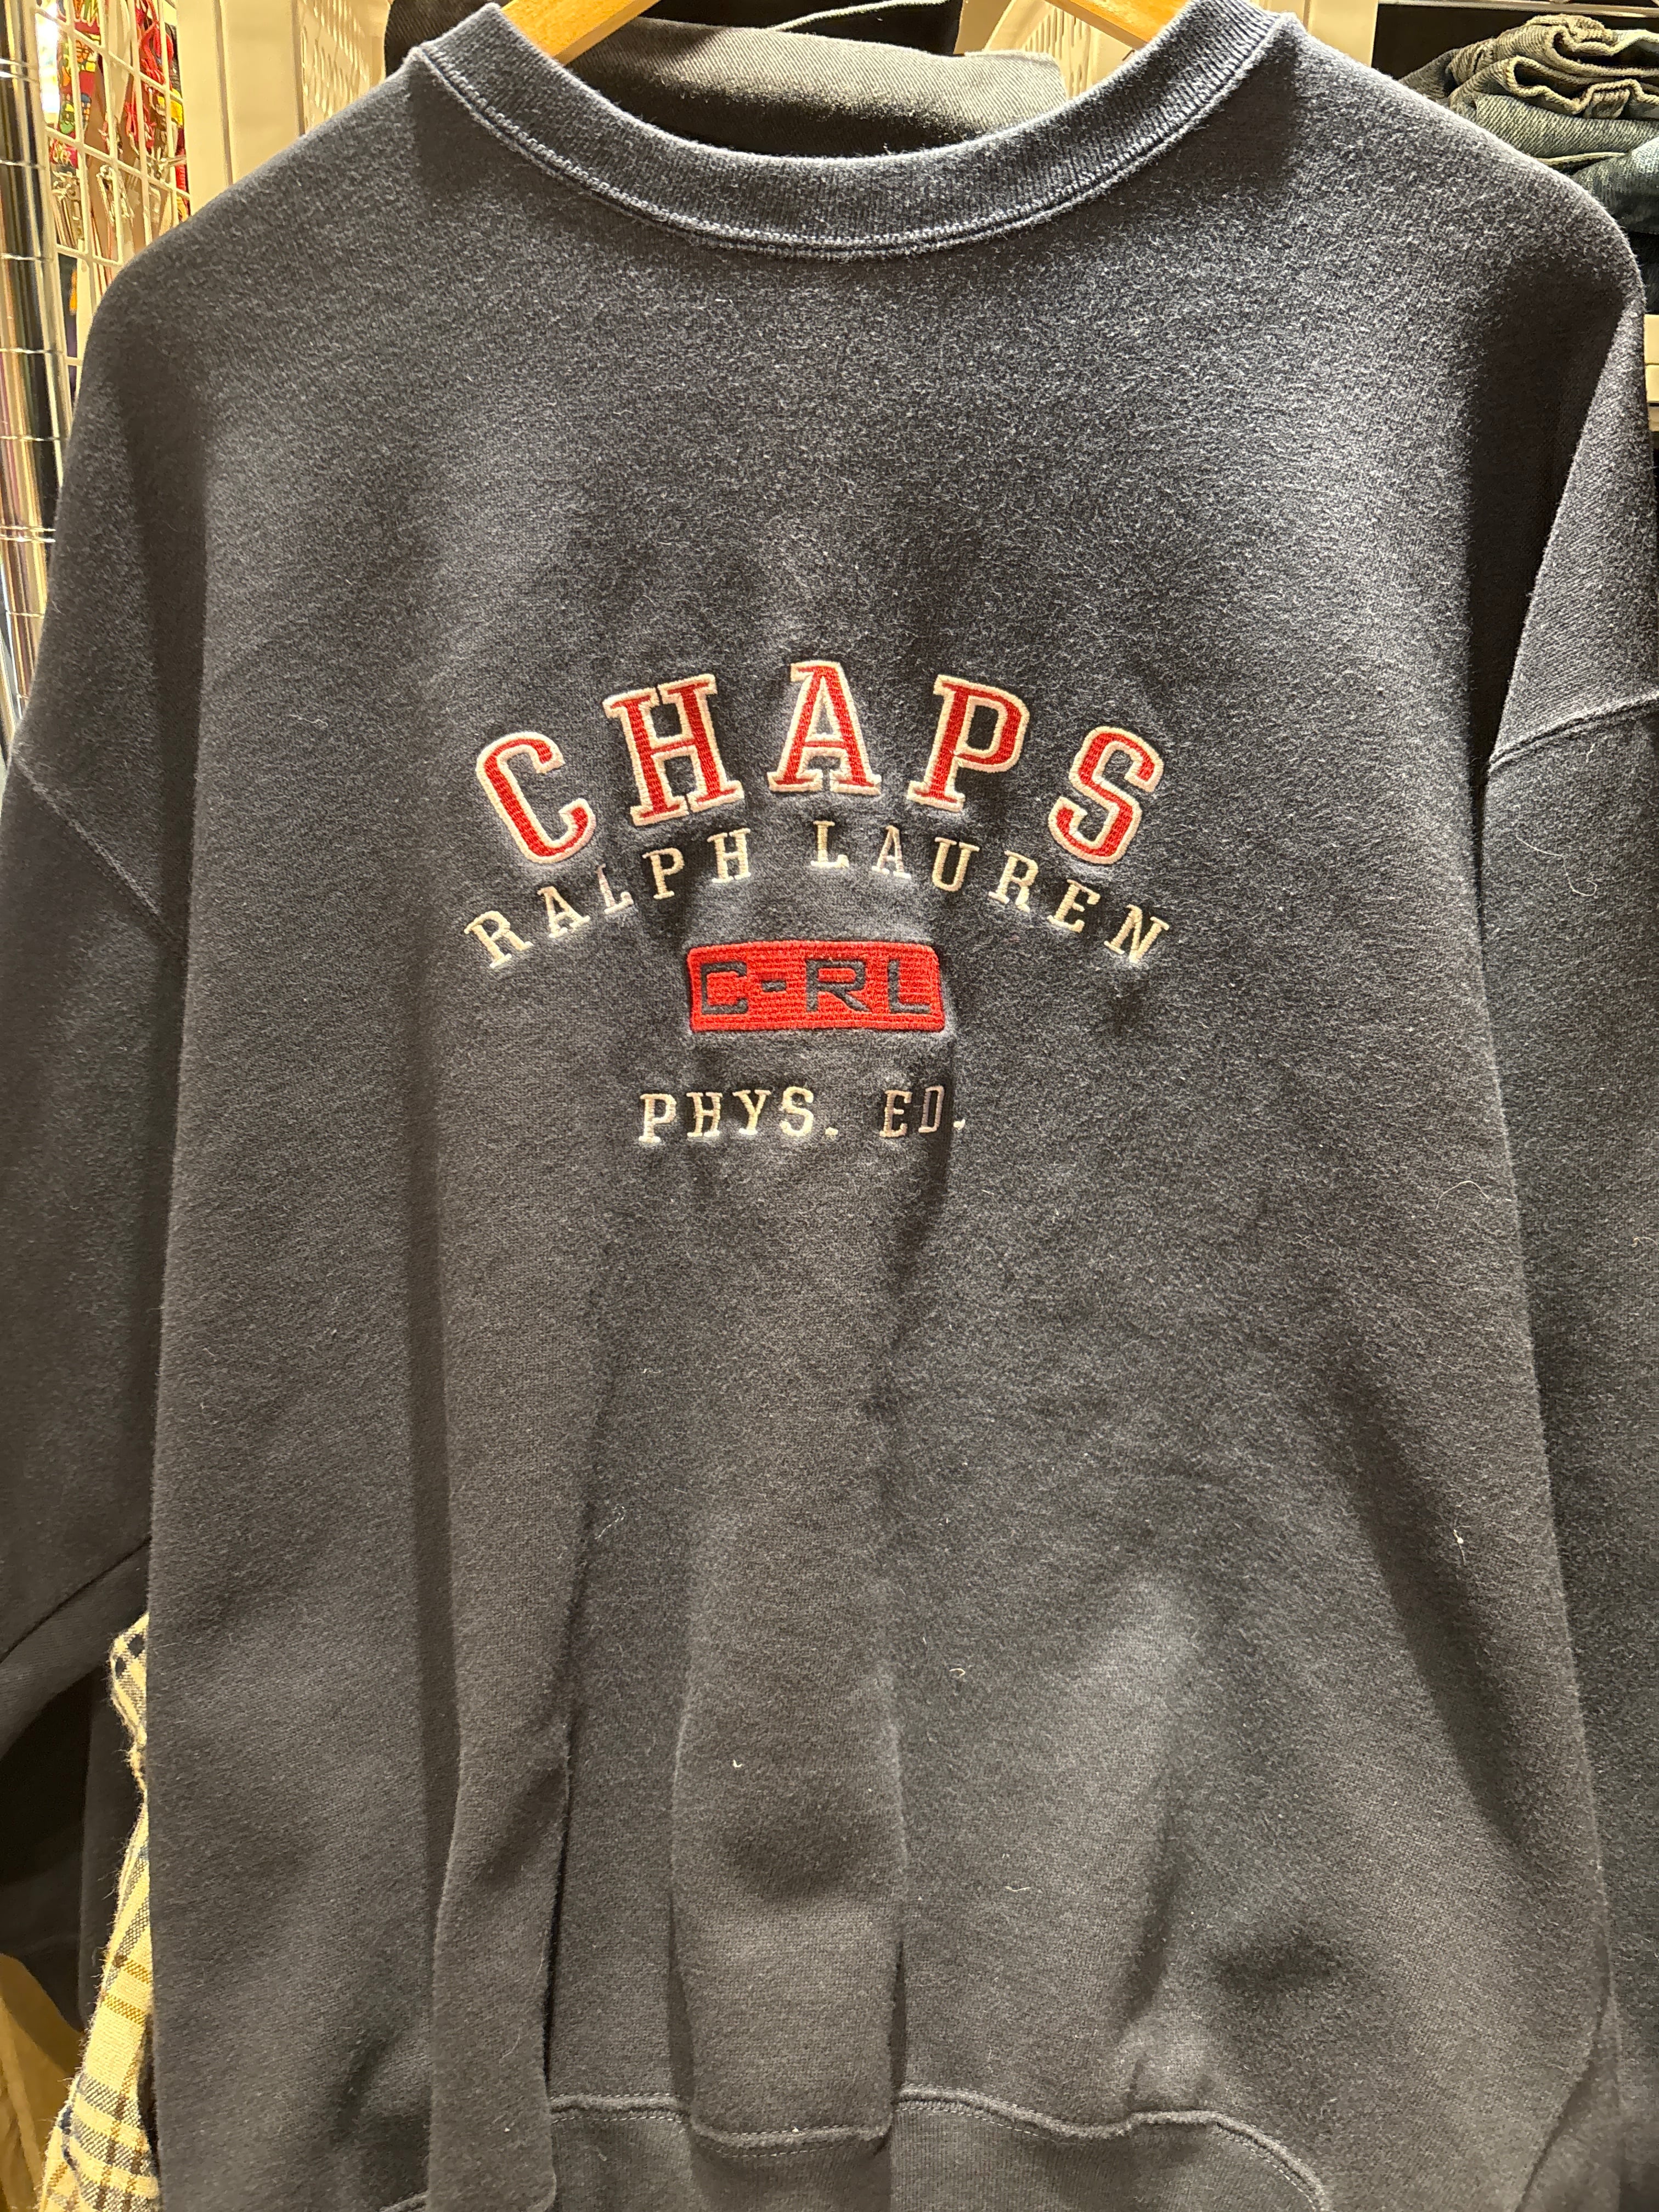 CHAPS
RALPH LAUREN
C-RL
PHYS. ED.